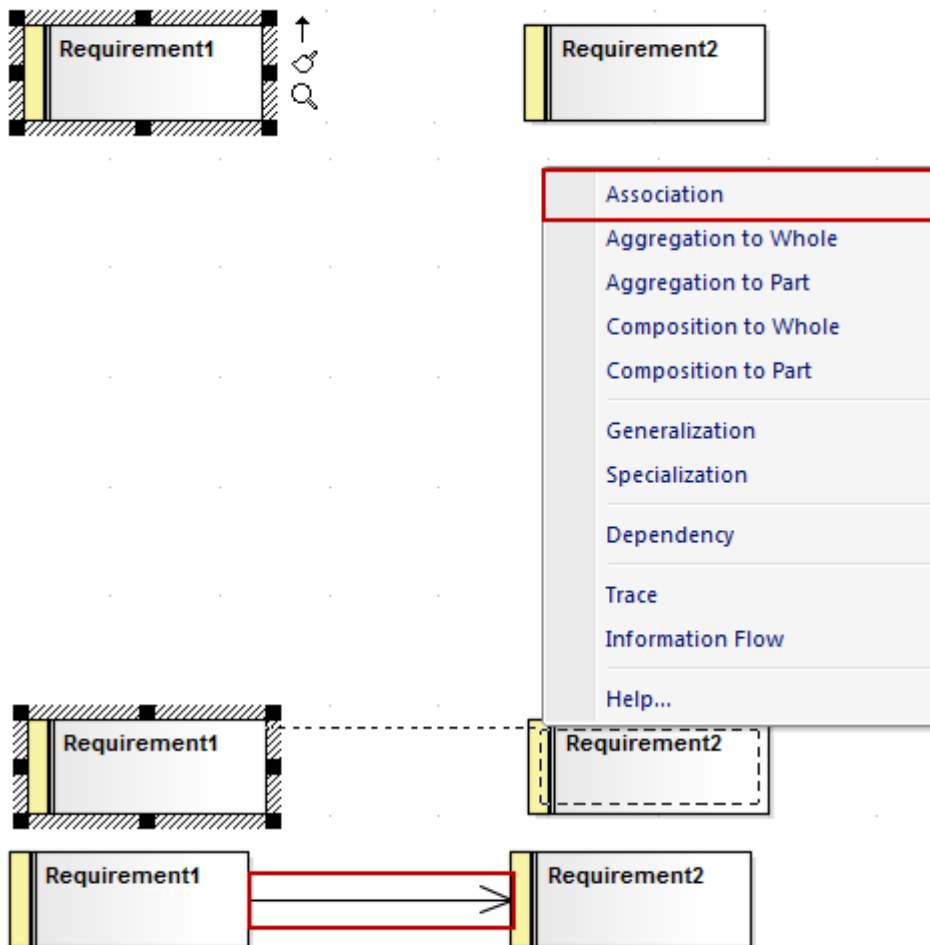 Requirement1
Requirement2
Association
Aggregation to Whole
Aggregation to Part
Composition to Whole
Composition to Part
Generalization
Specialization
Dependency
Trace
Information Flow
Help...
Requirement1
Requirement2
Requirement1
Requirement2